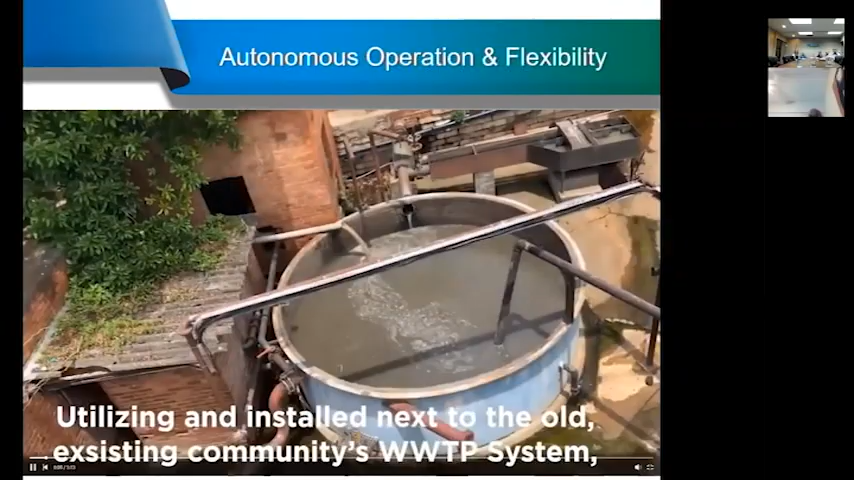 Autonomous Operation & Flexibility
Utilizing and installed next to the old,
exsisting community's WWTP System,